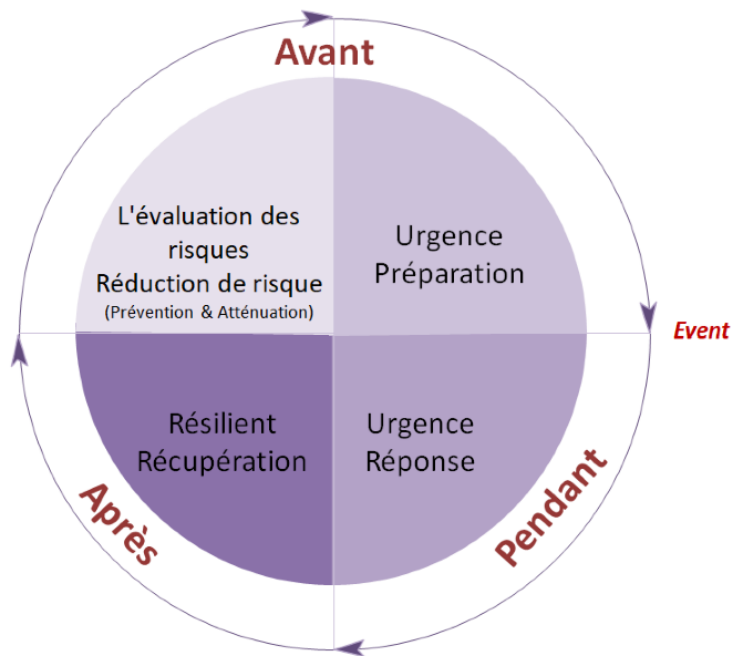 Avant
L'évaluation des
risques
Réduction de risque
(Prévention & Atténuation)
Urgence
Préparation
Event
Résilient
Récupération
Urgence
Réponse
Après
Pendant